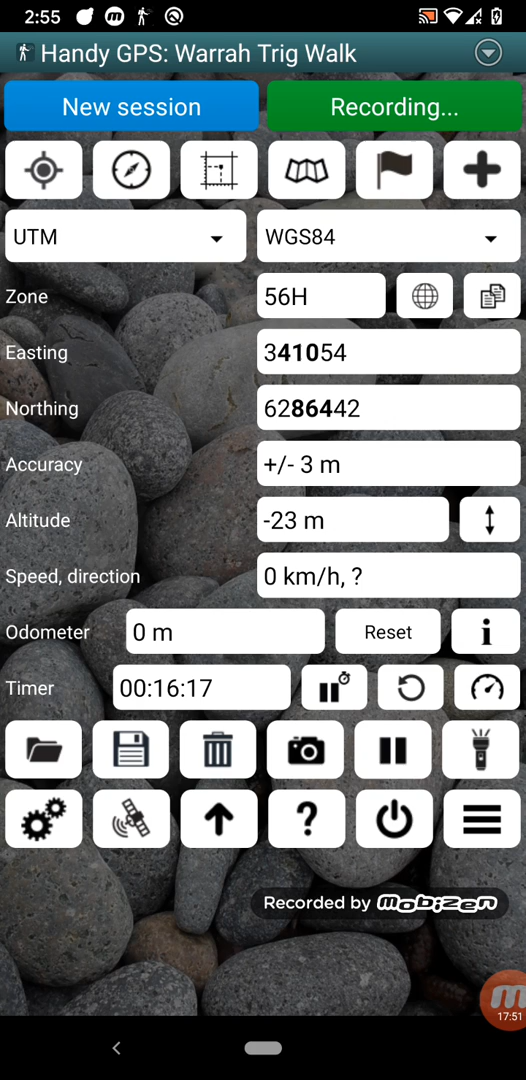 2:55
Handy GPS: Warrah Trig Walk
New session
Recording...
UTM
WGS84
Zone
56H
Easting
341054
Northing
6286442
Accuracy
+/- 3 m
Altitude
-23 m
Speed, direction
0 km/h, ?
Odometer
0 m
Reset
i
Timer
00:16:17
?
Recorded by mobizen
17:51